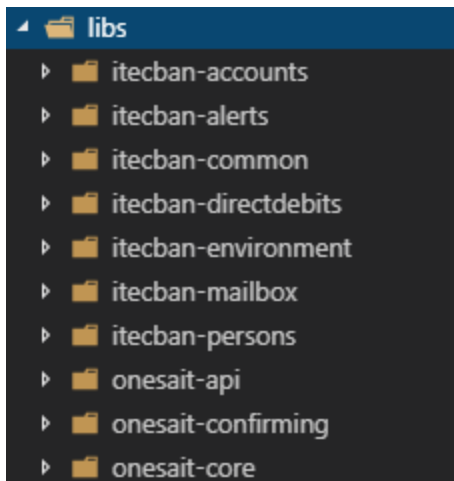 libs
itecban-accounts
itecban-alerts
itecban-common
itecban-directdebits
itecban-environment
itecban-mailbox
itecban-persons
onesait-api
onesait-confirming
onesait-core